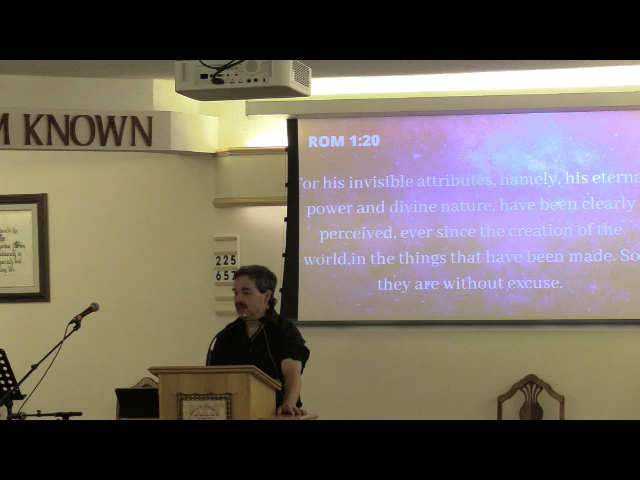 M KNOWN
ROM 1:20
For his invisible attributes, namely, his eternal
power and divine nature, have been clearly
perceived, ever since the creation of the
world,in the things that have been made. So
they are without excuse.
225
657